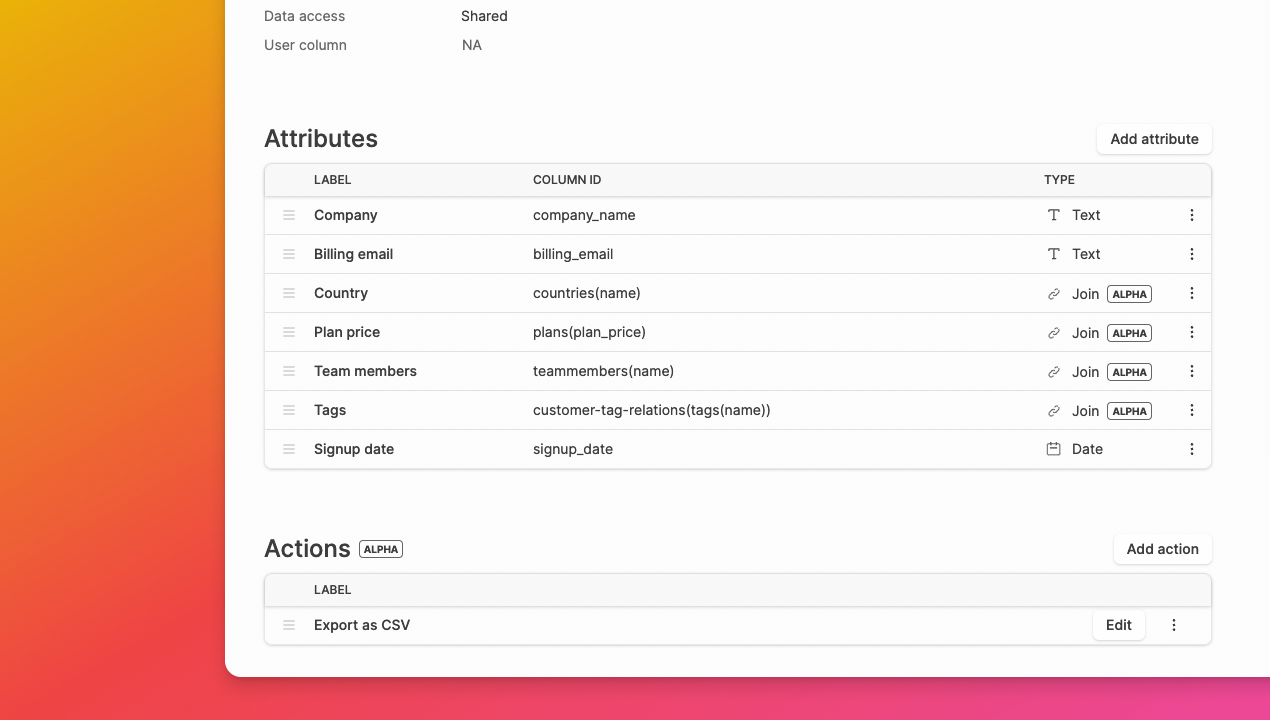 Data access Shared
User column NA
Attributes Add attribute
LABEL COLUMN ID TYPE
Company company_name Text
Billing email billing_email Text
Country countries(name) Join ALPHA
Plan price plans(plan_price) Join ALPHA
Team members teammembers(name) Join ALPHA
Tags customer-tag-relations(tags(name)) Join ALPHA
Signup date signup_date Date
Actions ALPHA Add action
LABEL
Export as CSV Edit